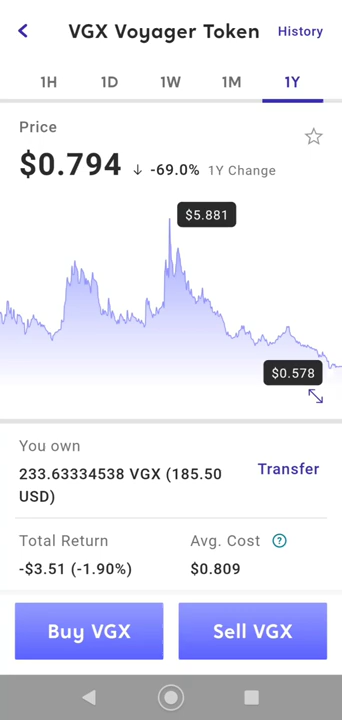 VGX Voyager Token
History
1H 1D 1W 1M 1Y
Price
$0.794 ↓ -69.0% 1Y Change
$5.881
$0.578
You own
233.63334538 VGX (185.50
USD)
Transfer
Total Return
-$3.51 (-1.90%)
Avg. Cost ?
$0.809
Buy VGX
Sell VGX